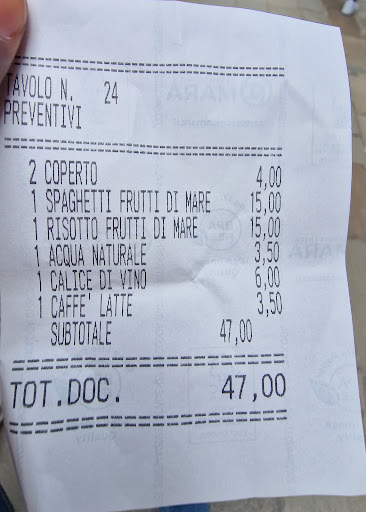 TAVOLO N. 24
PREVENTIVI
2 COPERTO 4,00
1 SPAGHETTI FRUTTI DI MARE 15,00
1 RISOTTO FRUTTI DI MARE 15,00
1 ACQUA NATURALE 3,50
1 CALICE DI VINO 6,00
1 CAFFE' LATTE 3,50
SUBTOTALE 47,00
TOT.DOC. 47,00